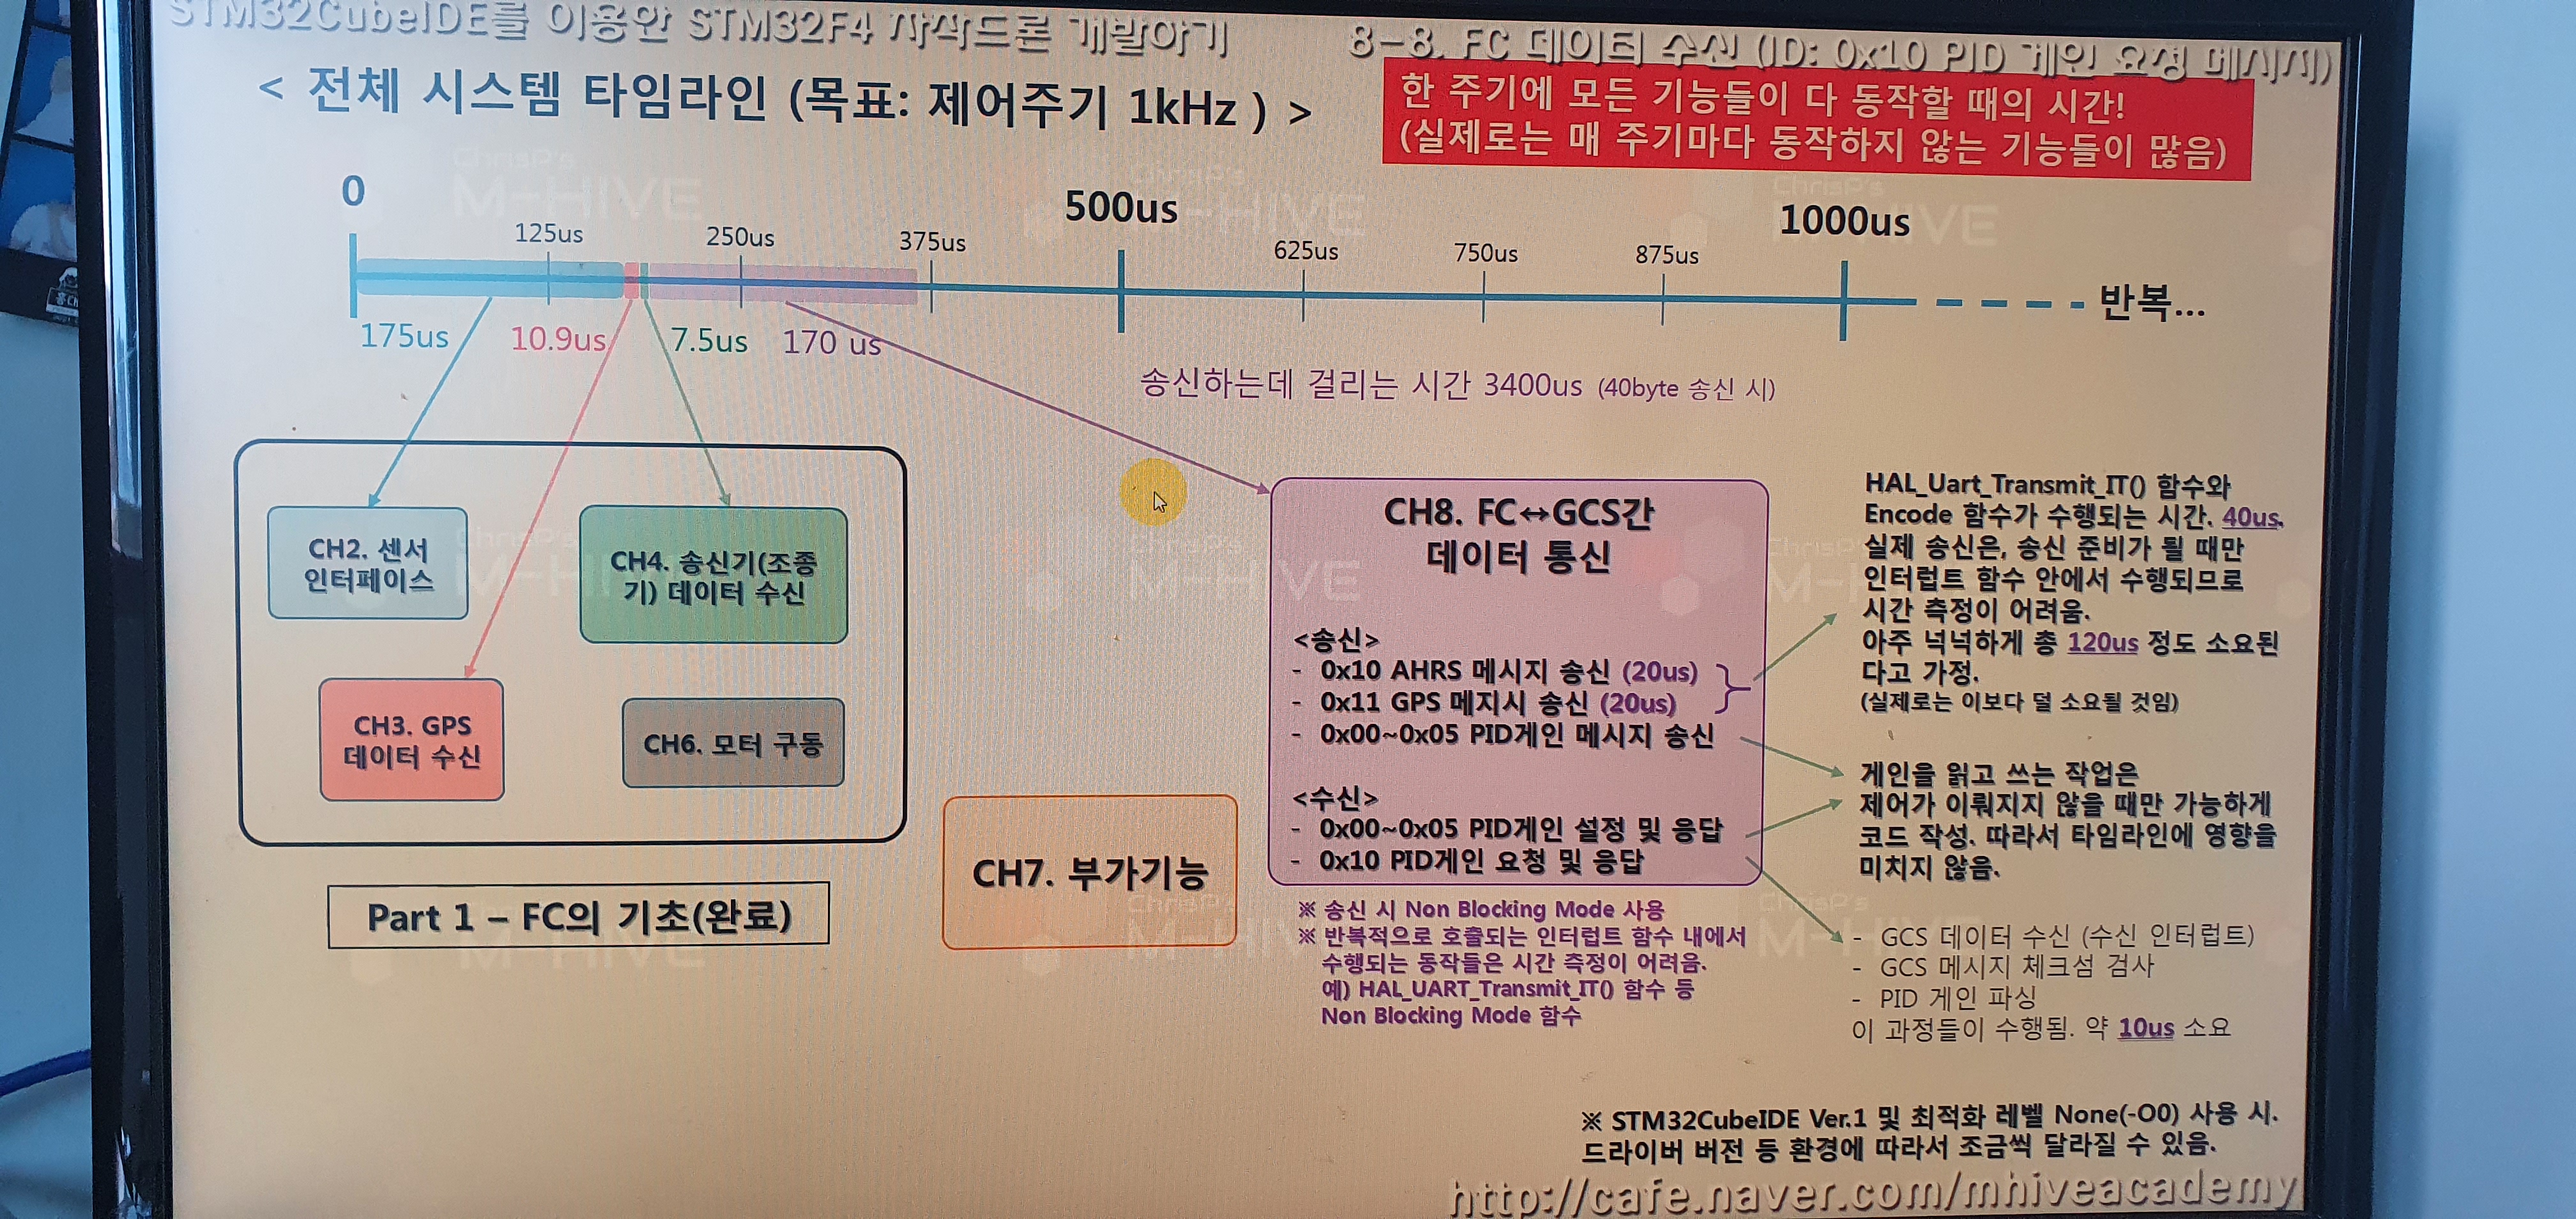 STM32CubeIDE를 이용한 STM32F4 자작드론 개발하기
8-8. FC 데이터 수신 (ID: 0x10 PID 게인 요청 메시지)
< 전체 시스템 타임라인 (목표: 제어주기 1kHz ) >
한 주기에 모든 기능들이 다 동작할 때의 시간!
(실제로는 매 주기마다 동작하지 않는 기능들이 많음)
0
125us
250us
375us
500us
625us
750us
875us
1000us
반복...
175us
10.9us
7.5us
170 us
송신하는데 걸리는 시간 3400us (40byte 송신 시)
CH2. 센서
인터페이스
CH4. 송신기(조종
기) 데이터 수신
CH3. GPS
데이터 수신
CH6. 모터 구동
Part 1 – FC의 기초(완료)
CH7. 부가기능
CH8. FC↔GCS간
데이터 통신
<송신>
- 0x10 AHRS 메시지 송신 (20us)
- 0x11 GPS 메지시 송신 (20us)
- 0x00~0x05 PID게인 메시지 송신
<수신>
- 0x00~0x05 PID게인 설정 및 응답
- 0x10 PID게인 요청 및 응답
※ 송신 시 Non Blocking Mode 사용
※ 반복적으로 호출되는 인터럽트 함수 내에서
수행되는 동작들은 시간 측정이 어려움.
예) HAL_UART_Transmit_IT() 함수 등
Non Blocking Mode 함수
HAL_Uart_Transmit_IT() 함수와
Encode 함수가 수행되는 시간. 40us.
실제 송신은, 송신 준비가 될 때만
인터럽트 함수 안에서 수행되므로
시간 측정이 어려움.
아주 넉넉하게 총 120us 정도 소요된
다고 가정.
(실제로는 이보다 덜 소요될 것임)
게인을 읽고 쓰는 작업은
제어가 이뤄지지 않을 때만 가능하게
코드 작성. 따라서 타임라인에 영향을
미치지 않음.
- GCS 데이터 수신 (수신 인터럽트)
- GCS 메시지 체크섬 검사
- PID 게인 파싱
이 과정들이 수행됨. 약 10us 소요
※ STM32CubeIDE Ver.1 및 최적화 레벨 None(-O0) 사용 시.
드라이버 버전 등 환경에 따라서 조금씩 달라질 수 있음.
http://cafe.naver.com/mhiveacademy
ChrisP's
M-HIVE